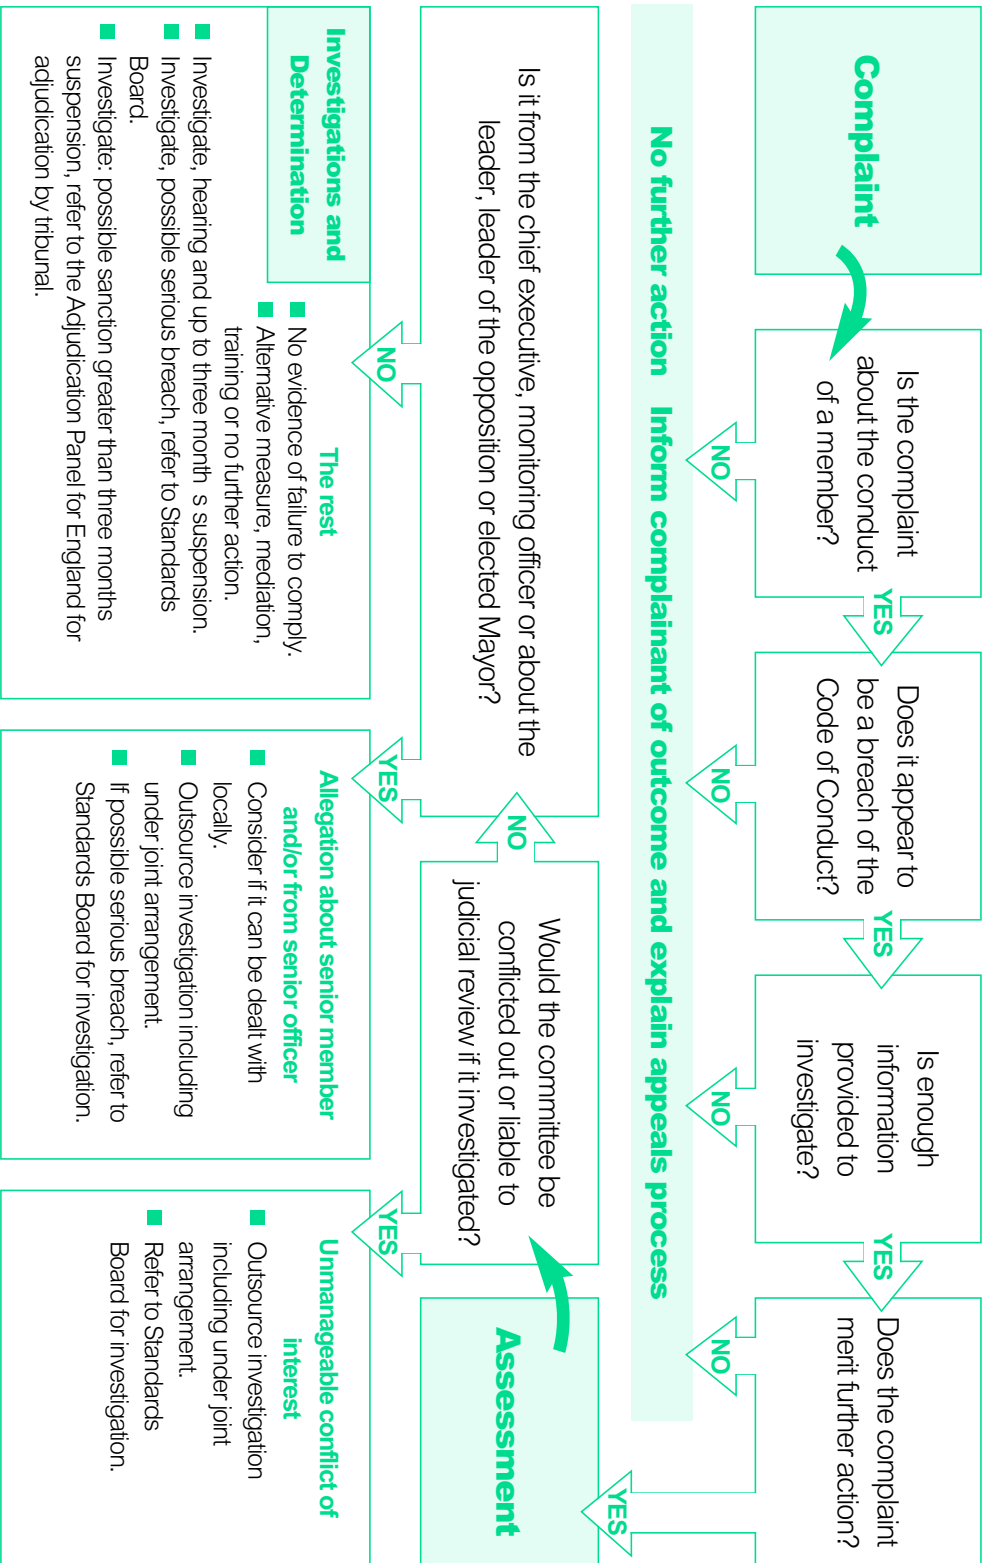 Complaint
Is the complaint
about the conduct
of a member?
YES
NO
Does it appear to
be a breach of the
Code of Conduct?
YES
NO
Is enough
information
provided to
investigate?
YES
NO
Does the complaint
merit further action?
NO
YES
No further action Inform complainant of outcome and explain appeals process
Assessment
Would the committee be
conflicted out or liable to
judicial review if it investigated?
NO
YES
Is it from the chief executive, monitoring officer or about the
leader, leader of the opposition or elected Mayor?
NO
YES
Investigations and
Determination
The rest
■ No evidence of failure to comply.
■ Alternative measure, mediation,
training or no further action.
■ Investigate, hearing and up to three month s suspension.
■ Investigate, possible serious breach, refer to Standards
Board.
■ Investigate: possible sanction greater than three months
suspension, refer to the Adjudication Panel for England for
adjudication by tribunal.
Allegation about senior member
and/or from senior officer
■ Consider if it can be dealt with
locally.
■ Outsource investigation including
under joint arrangement.
■ If possible serious breach, refer to
Standards Board for investigation.
Unmanageable conflict of
interest
■ Outsource investigation
including under joint
arrangement.
■ Refer to Standards
Board for investigation.